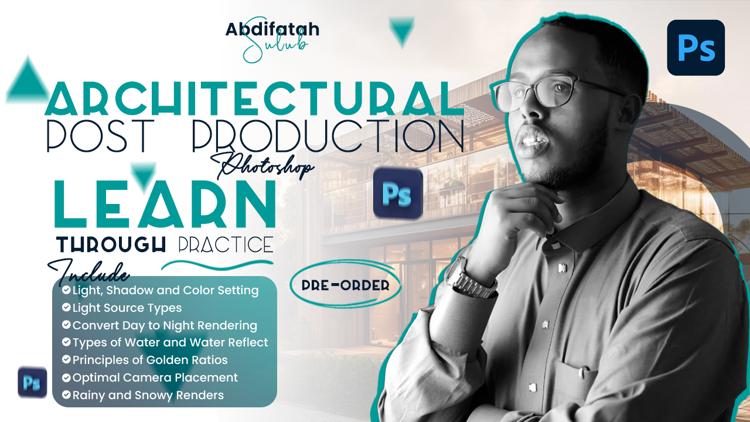 Abdifatah
Sulub
Ps
ARCHITECTURAL
POST PRODUCTION
Photoshop
Ps
LEARN
THROUGH PRACTICE
Include
PRE-ORDER
Light, Shadow and Color Setting
Light Source Types
Convert Day to Night Rendering
Types of Water and Water Reflect
Principles of Golden Ratios
Optimal Camera Placement
Rainy and Snowy Renders
Ps